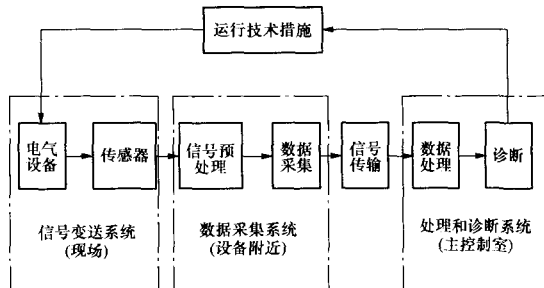 运行技术措施
电气
设备
传感器
信号预
处理
数据
采集
信号
传输
数据
处理
诊断
信号变送系统
(现场)
数据采集系统
(设备附近)
处理和诊断系统
(主控制室)